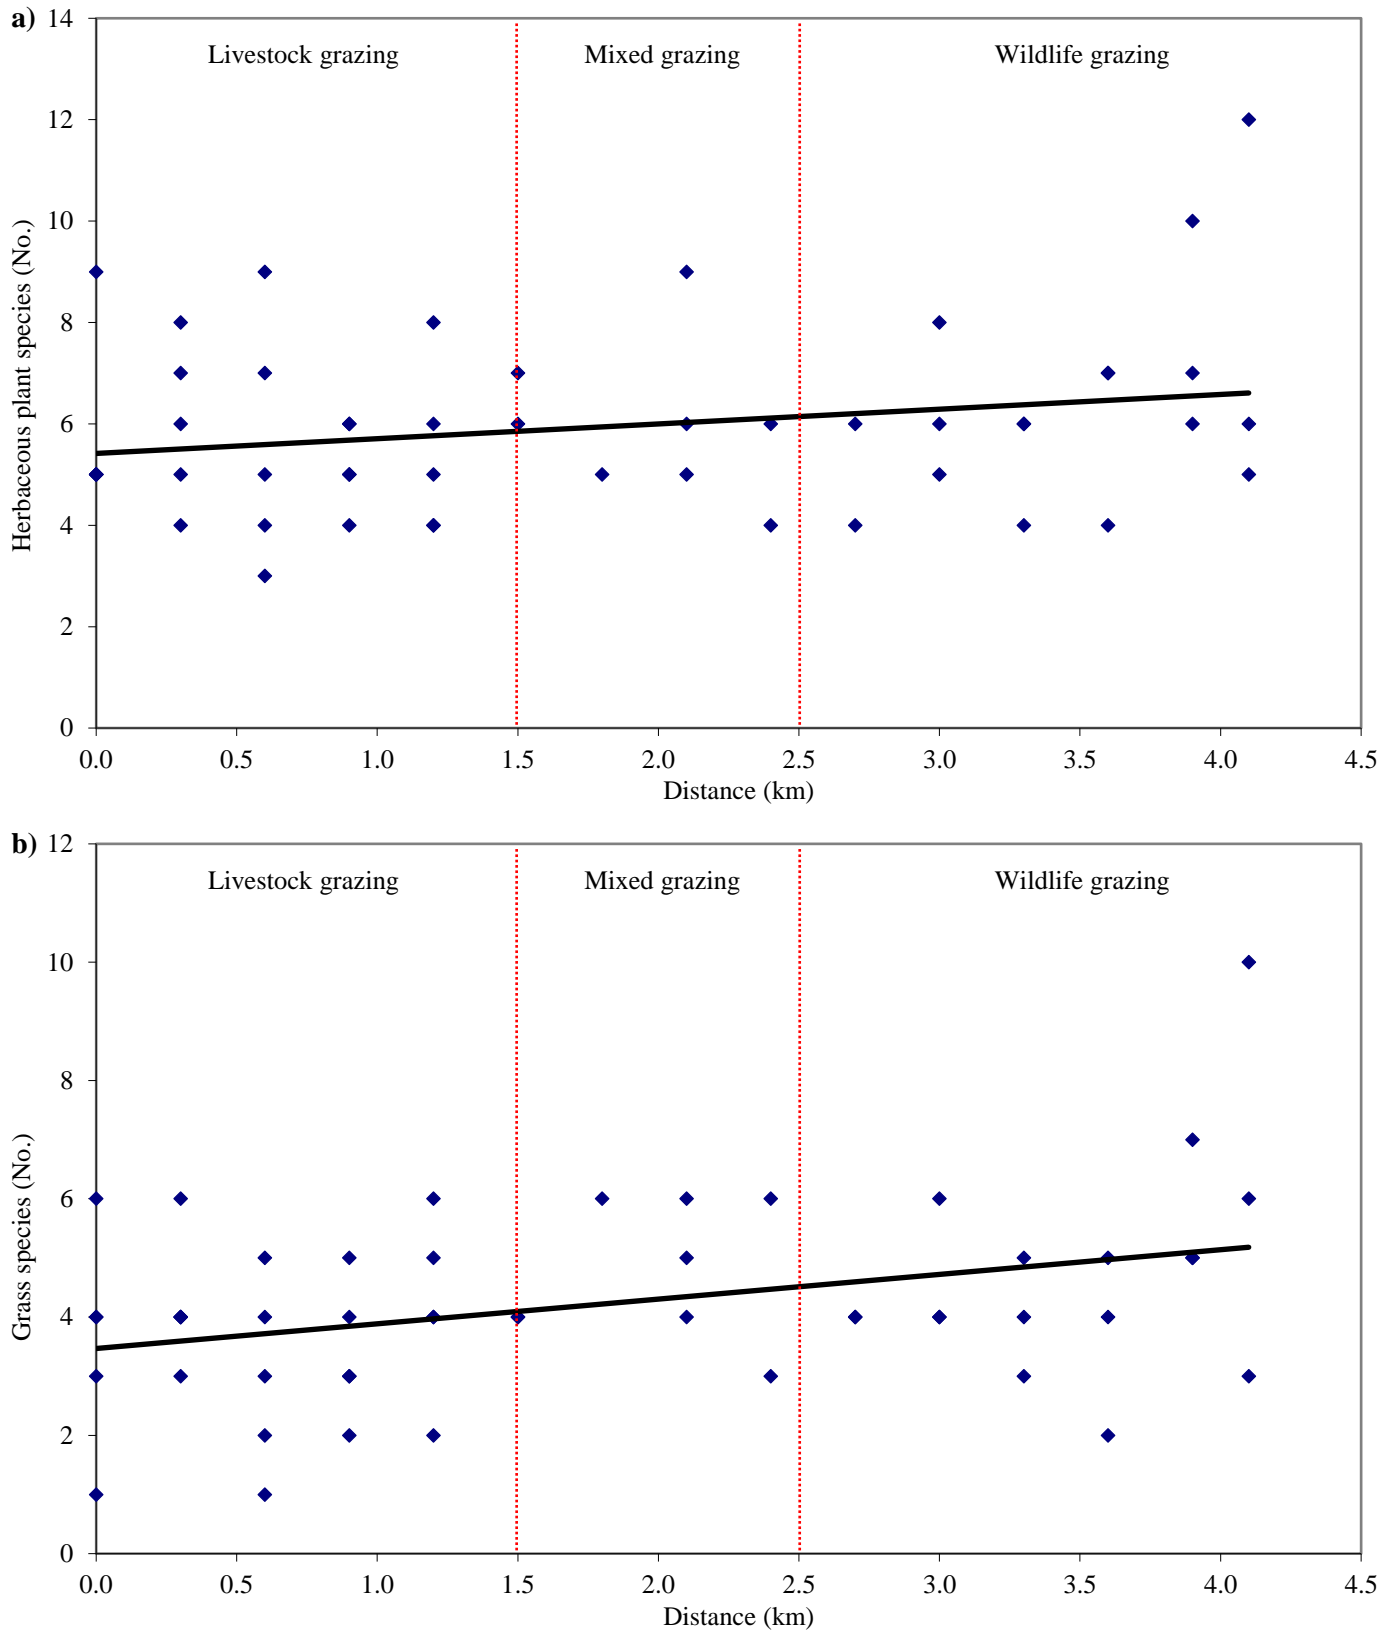 a)
14
Livestock grazing Mixed grazing Wildlife grazing
12
10
8
6
4
2
0
Herbaceous plant species (No.)
0.0 0.5 1.0 1.5 2.0 2.5 3.0 3.5 4.0 4.5
Distance (km)
b)
12
Livestock grazing Mixed grazing Wildlife grazing
10
8
6
4
2
0
Grass species (No.)
0.0 0.5 1.0 1.5 2.0 2.5 3.0 3.5 4.0 4.5
Distance (km)